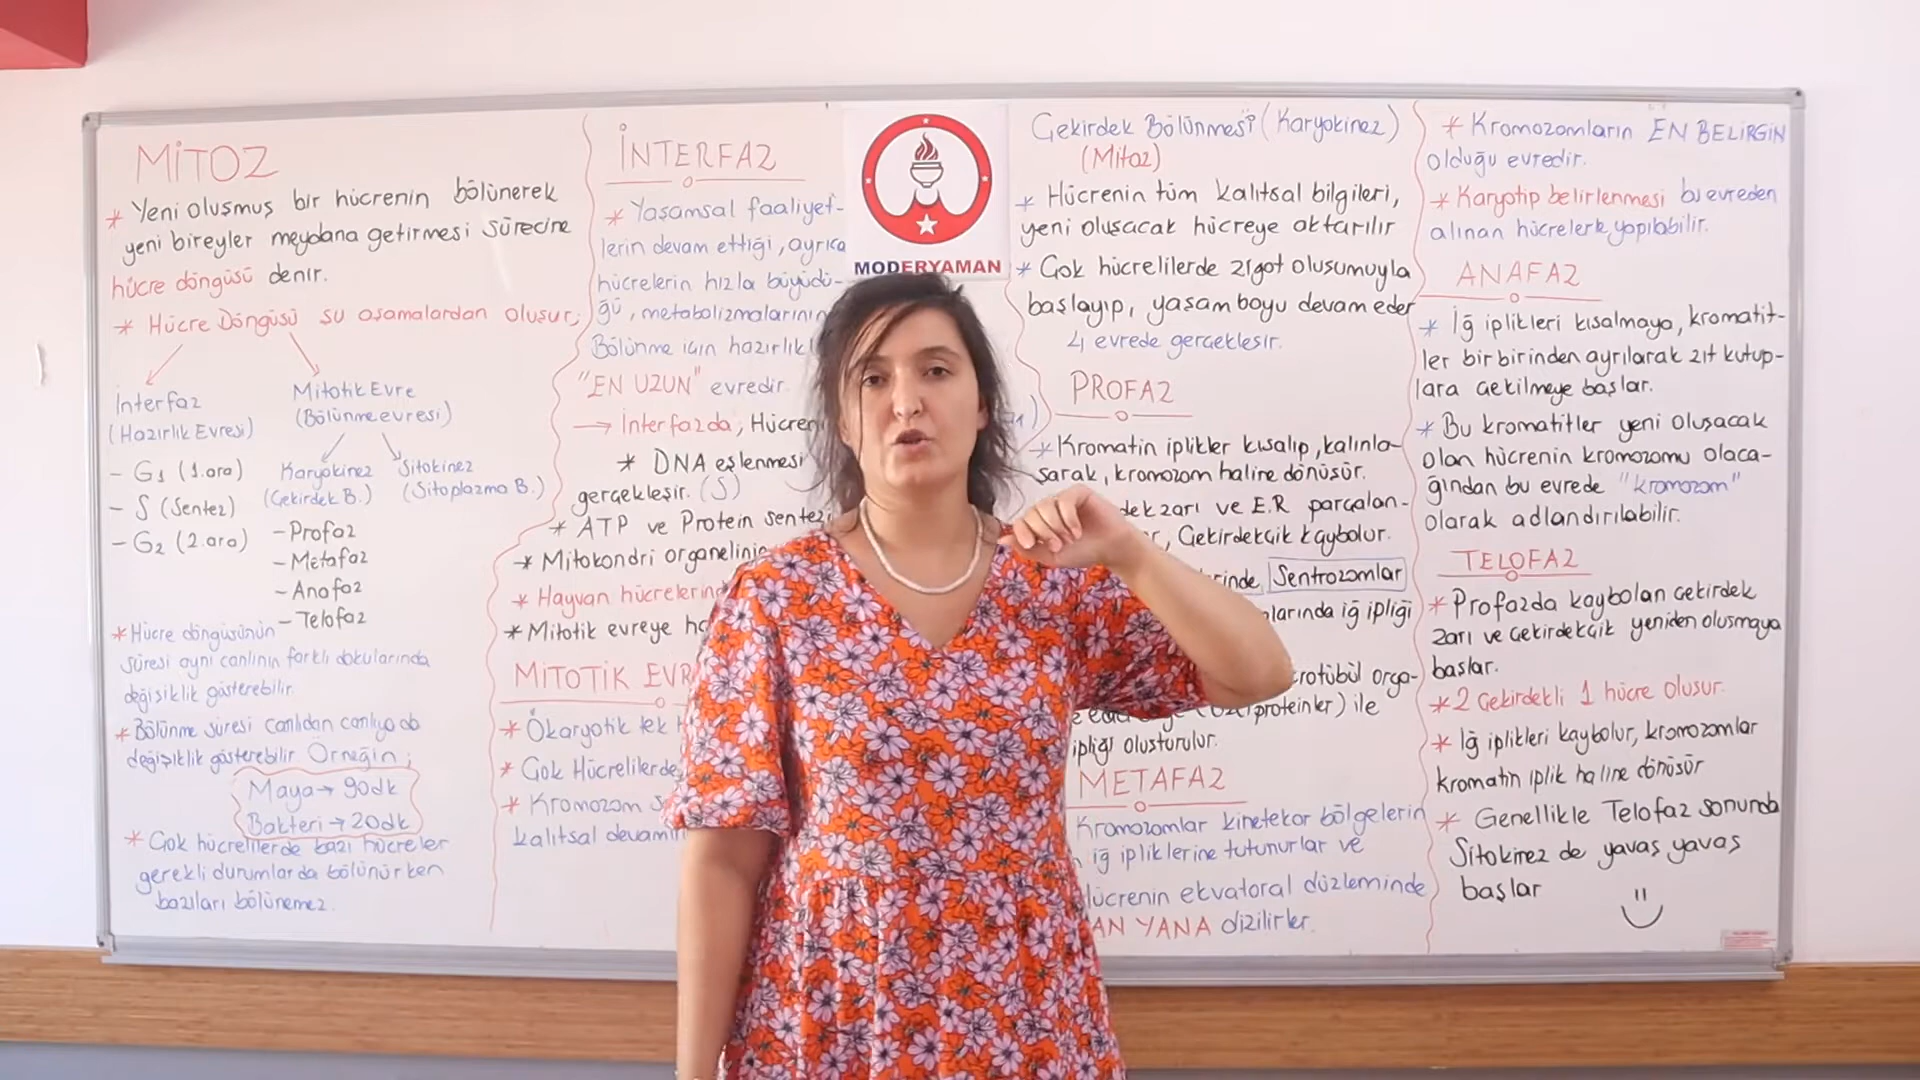 MİTOZ
* Yeni oluşmuş bir hücrenin bölünerek
yeni bireyler meydana getirmesi sürecine
hücre döngüsü denir.
* Hücre Döngüsü şu aşamalardan oluşur;
İnterfaz
(Hazırlık Evresi)
- G1 (1.ara)
- S (Sentez)
- G2 (2.ara)
Mitotik Evre
(Bölünme evresi)
Karyokinez
(Çekirdek B.)
- Profaz
- Metafaz
- Anafaz
- Telofaz
Sitokinez
(Sitoplazma B.)
* Hücre döngüsünün
süresi aynı canlının farklı dokularında
değişiklik gösterebilir.
* Bölünme süresi canlıdan canlıya da
değişiklik gösterebilir Örneğin;
Maya → 90dk
Bakteri → 20dk
* Çok hücrelilerde bazı hücreler
gerekli durumlarda bölünürken
bazıları bölünemez.
İNTERFAZ
* Yaşamsal faaliyet-
lerin devam ettiği, ayrıca
hücrelerin hızla büyüdü-
ğü, metabolizmalarının
Bölünme için hazırlık
"EN UZUN" evredir.
→ İnterfazda, Hücren
* DNA eşlenmesi
gerçekleşir. (S)
* ATP ve Protein sentezi
* Mitokondri organelinin
* Hayvan hücrelerind
* Mitotik evreye ha
MİTOTİK EVR
* Ökaryotik tek h
* Çok Hücrelilerde
* Kromozom s
kalıtsal devamlı
MODERYAMAN
Çekirdek Bölünmesi (Karyokinez)
(Mitoz)
* Hücrenin tüm kalıtsal bilgileri,
yeni oluşacak hücreye aktarılır
* Çok hücrelilerde zigot oluşumuyla
başlayıp, yaşam boyu devam eder
4 evrede gerçekleşir.
PROFAZ
* Kromatin iplikler kısalıp, kalınla-
şarak, kromozom haline dönüşür.
dek zarı ve E.R parçalan-
r, Çekirdekçik kaybolur.
rinde Sentrozomlar
alarında iğ ipliği
rotübül orga-
proteinler) ile
ipliği oluşturulur.
METAFAZ
Kromozomlar kinetekor bölgelerin
n iğ ipliklerine tutunurlar ve
Hücrenin ekvatoral düzleminde
AN YANA dizilirler.
* Kromozomların EN BELİRGİN
olduğu evredir.
* Karyotip belirlenmesi bu evreden
alınan hücrelerle yapılabilir.
ANAFAZ
* İğ iplikleri kısalmaya, kromatit-
ler birbirinden ayrılarak zıt kutup-
lara çekilmeye başlar.
* Bu kromatitler yeni oluşacak
olan hücrenin kromozomu olaca-
ğından bu evrede "kromozom"
olarak adlandırılabilir.
TELOFAZ
* Profazda kaybolan çekirdek
zarı ve çekirdekçik yeniden oluşmaya
başlar.
* 2 Çekirdekli 1 hücre oluşur.
* İğ iplikleri kaybolur, kromozomlar
kromatin iplik haline dönüşür
* Genellikle Telofaz sonunda
Sitokinez de yavaş yavaş
başlar